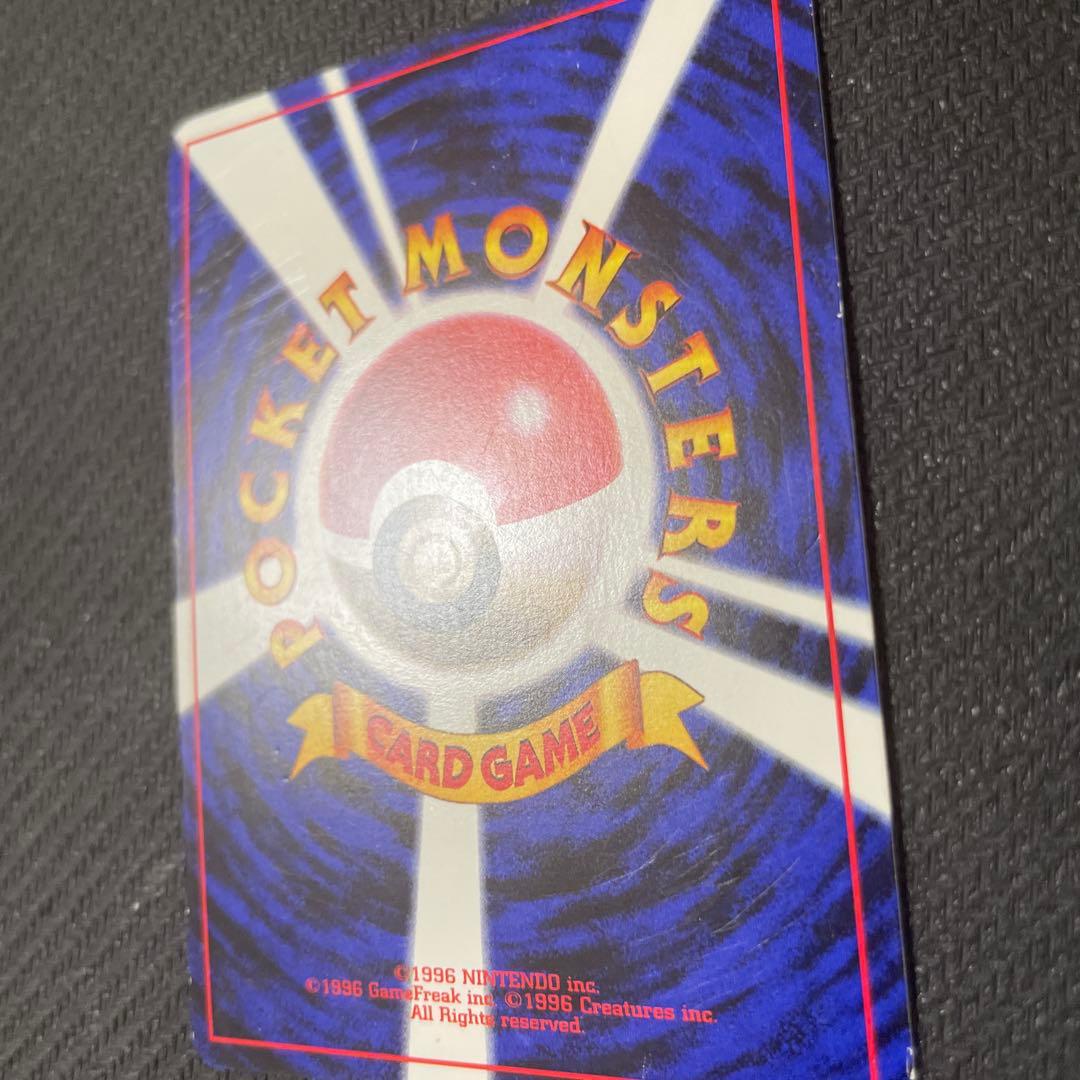 POCKET MONSTERS
CARD GAME
©1996 NINTENDO inc.
©1996 GameFreak inc. ©1996 Creatures inc.
All Rights reserved.